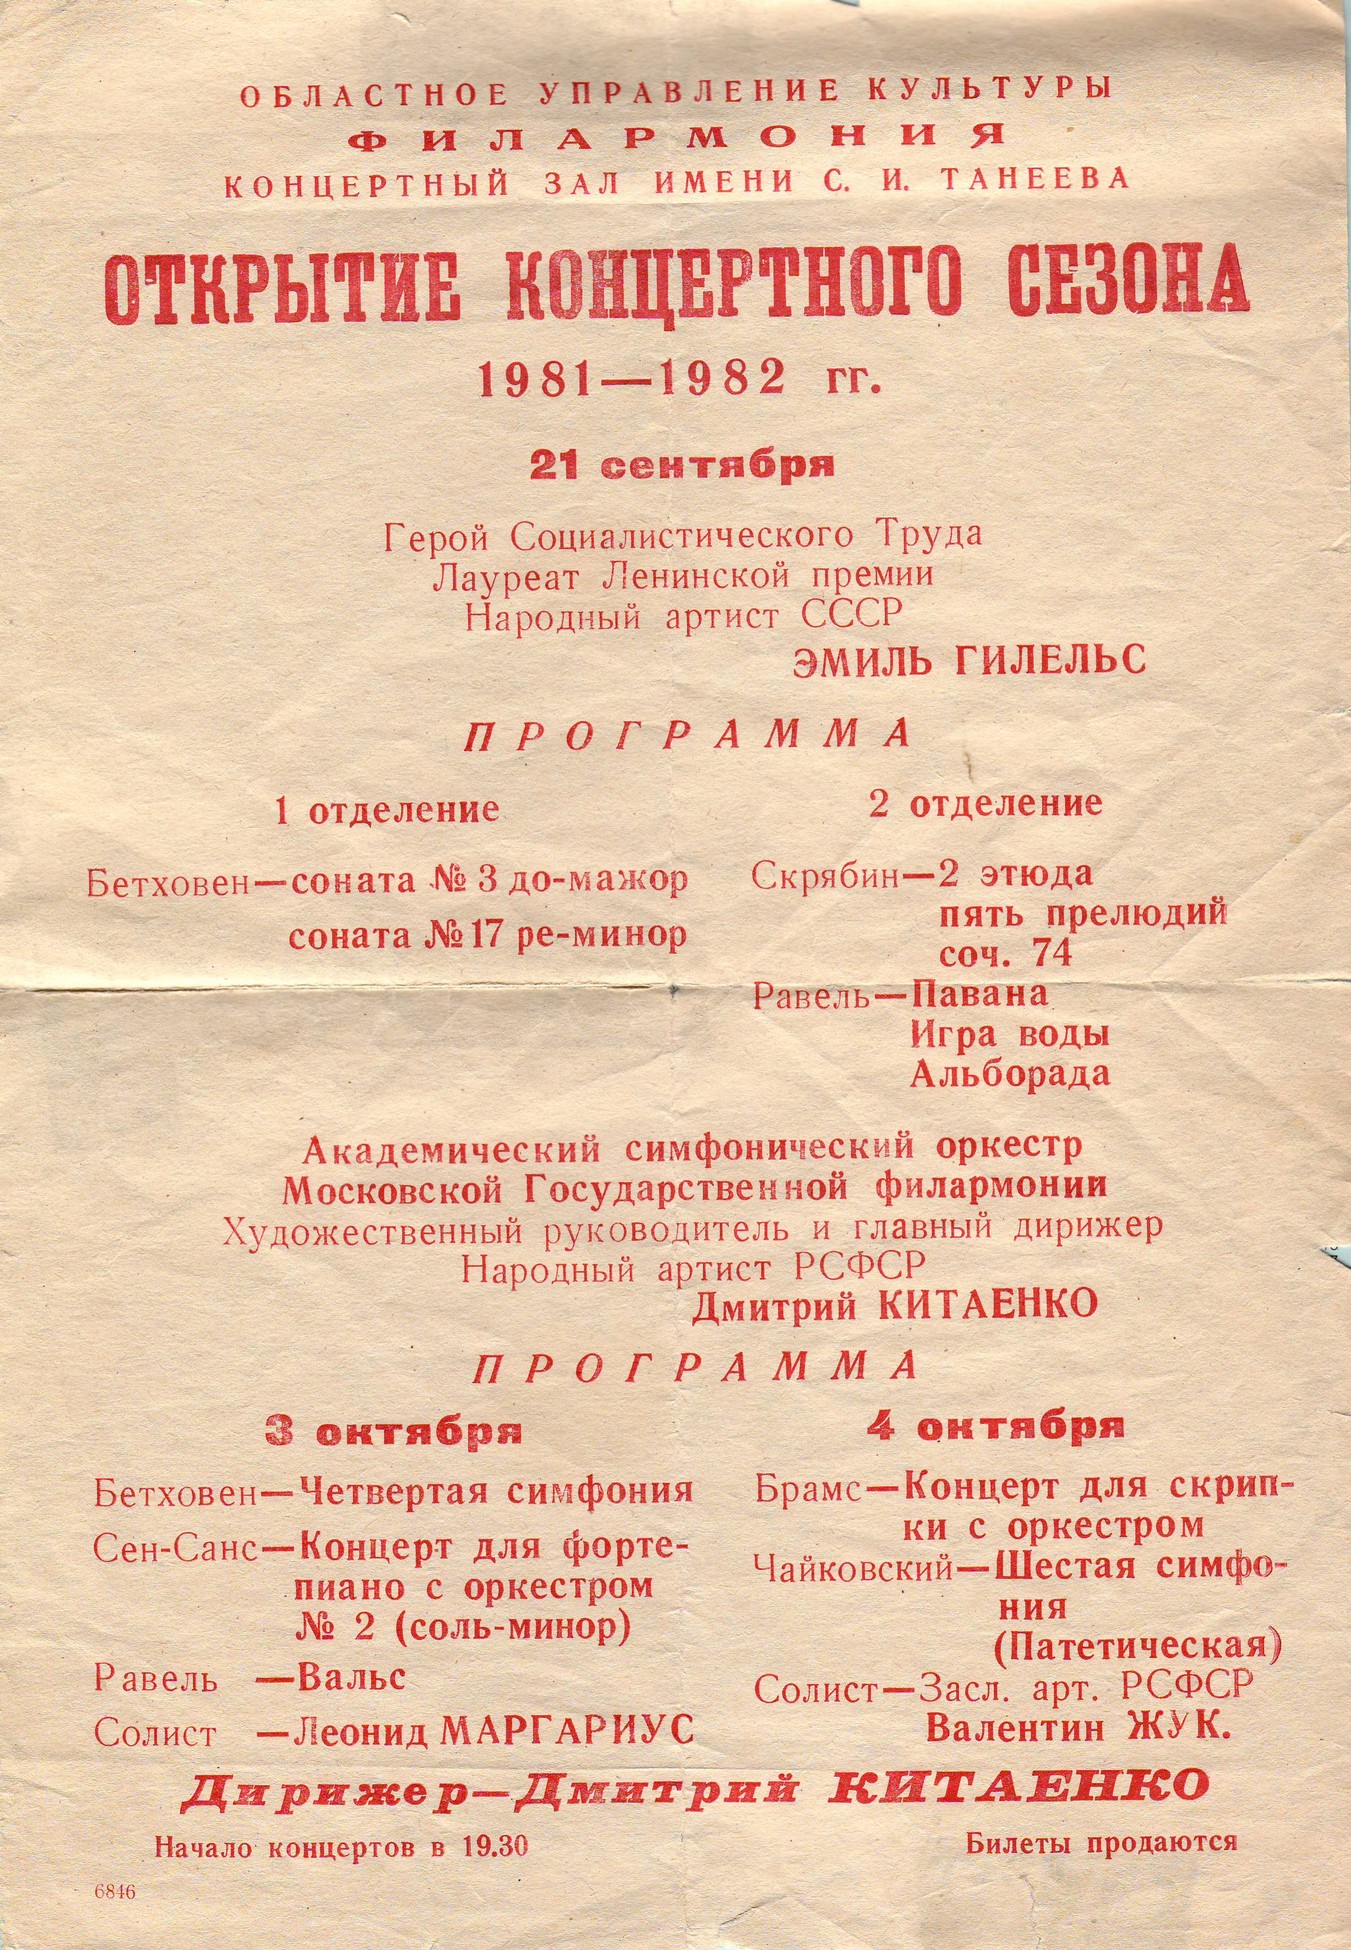 ОБЛАСТНОЕ УПРАВЛЕНИЕ КУЛЬТУРЫ
ФИЛАРМОНИЯ
КОНЦЕРТНЫЙ ЗАЛ ИМЕНИ С. И. ТАНЕЕВА
ОТКРЫТИЕ КОНЦЕРТНОГО СЕЗОНА
1981—1982 гг.
21 сентября
Герой Социалистического Труда
Лауреат Ленинской премии
Народный артист СССР
ЭМИЛЬ ГИЛЕЛЬС
ПРОГРАММА
1 отделение
Бетховен—соната № 3 до-мажор
соната № 17 ре-минор
2 отделение
Скрябин—2 этюда
пять прелюдий
соч. 74
Равель—Павана
Игра воды
Альборада
Академический симфонический оркестр
Московской Государственной филармонии
Художественный руководитель и главный дирижер
Народный артист РСФСР
Дмитрий КИТАЕНКО
ПРОГРАММА
3 октября
Бетховен—Четвертая симфония
Сен-Санс—Концерт для форте-
пиано с оркестром
№ 2 (соль-минор)
Равель —Вальс
Солист —Леонид МАРГАРИУС
4 октября
Брамс—Концерт для скрип-
ки с оркестром
Чайковский—Шестая симфо-
ния
(Патетическая)
Солист—Засл. арт. РСФСР
Валентин ЖУК.
Дирижер—Дмитрий КИТАЕНКО
Начало концертов в 19.30
Билеты продаются
6846